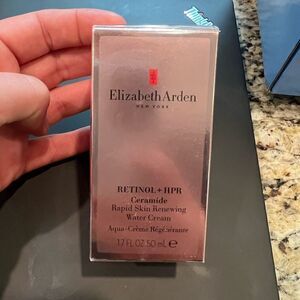 ThinkP
Elizabeth Arden
NEW YORK
RETINOL + HPR
Ceramide
Rapid Skin Renewing
Water Cream
Aqua-Crème Régénérante
1.7 FL OZ 50 mL e